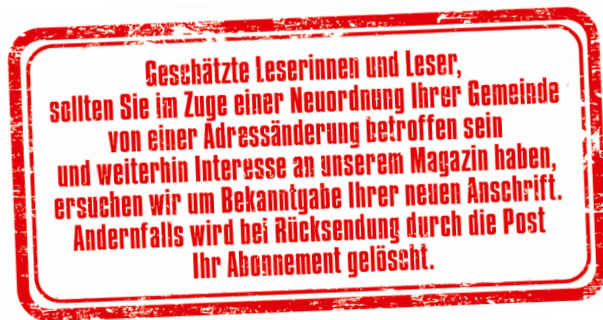 Geschätzte Leserinnen und Leser,
sollten Sie im Zuge einer Neuordnung Ihrer Gemeinde
von einer Adressänderung betroffen sein
und weiterhin Interesse an unserem Magazin haben,
ersuchen wir um Bekanntgabe Ihrer neuen Anschrift.
Andernfalls wird bei Rücksendung durch die Post
Ihr Abonnement gelöscht.